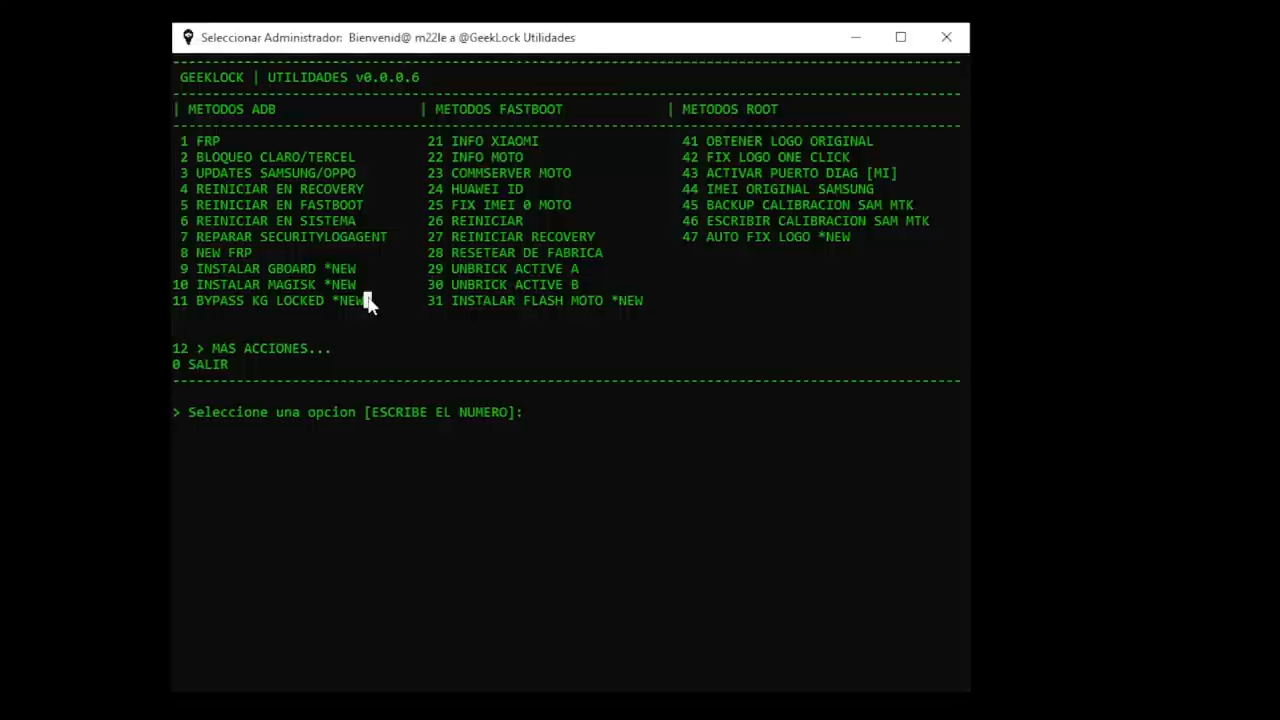 Seleccionar Administrador: Bienvenid@ m22le a @GeekLock Utilidades
GEEKLOCK | UTILIDADES v0.0.0.6
| METODOS ADB | METODOS FASTBOOT | METODOS ROOT
1 FRP 21 INFO XIAOMI 41 OBTENER LOGO ORIGINAL
2 BLOQUEO CLARO/TERCEL 22 INFO MOTO 42 FIX LOGO ONE CLICK
3 UPDATES SAMSUNG/OPPO 23 COMMSERVER MOTO 43 ACTIVAR PUERTO DIAG [MI]
4 REINICIAR EN RECOVERY 24 HUAWEI ID 44 IMEI ORIGINAL SAMSUNG
5 REINICIAR EN FASTBOOT 25 FIX IMEI 0 MOTO 45 BACKUP CALIBRACION SAM MTK
6 REINICIAR EN SISTEMA 26 REINICIAR 46 ESCRIBIR CALIBRACION SAM MTK
7 REPARAR SECURITYLOGAGENT 27 REINICIAR RECOVERY 47 AUTO FIX LOGO *NEW
8 NEW FRP 28 RESETEAR DE FABRICA
9 INSTALAR GBOARD *NEW 29 UNBRICK ACTIVE A
10 INSTALAR MAGISK *NEW 30 UNBRICK ACTIVE B
11 BYPASS KG LOCKED *NEW 31 INSTALAR FLASH MOTO *NEW
12 > MAS ACCIONES...
0 SALIR
> Seleccione una opcion [ESCRIBE EL NUMERO]: